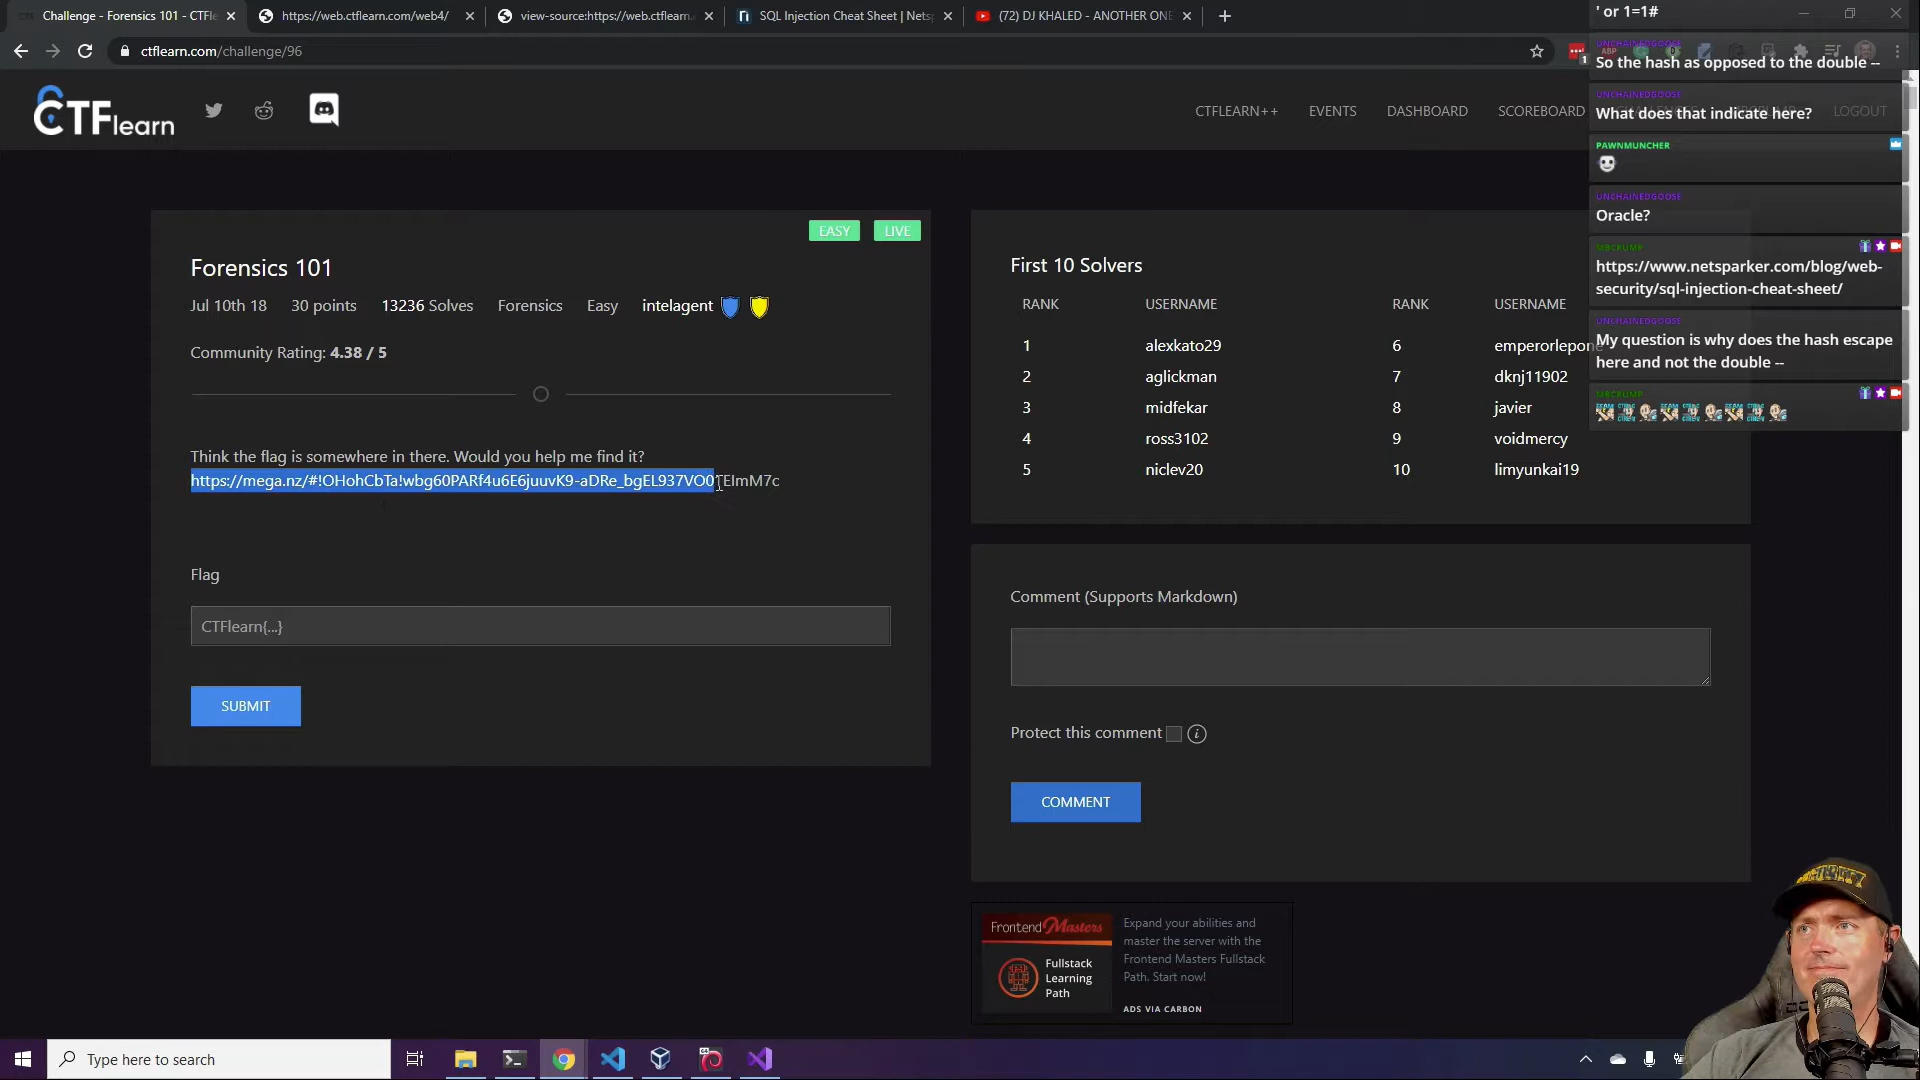 Challenge - Forensics 101 - CTFl
https://web.ctflearn.com/web4/
view-source:https://web.ctflearn.
SQL Injection Cheat Sheet | Netsp
(72) DJ KHALED - ANOTHER ONE
ctflearn.com/challenge/96
CTFlearn
CTFLEARN++ EVENTS DASHBOARD SCOREBOARD LOGOUT
EASY LIVE
Forensics 101
Jul 10th 18 30 points 13236 Solves Forensics Easy intelagent
Community Rating: 4.38 / 5
Think the flag is somewhere in there. Would you help me find it?
https://mega.nz/#!OHohCbTa!wbg60PARf4u6E6juuvK9-aDRe_bgEL937VO01EImM7c
Flag
CTFlearn{...}
SUBMIT
First 10 Solvers
RANK USERNAME RANK USERNAME
1 alexkato29 6 emperorlepone
2 aglickman 7 dknj11902
3 midfekar 8 javier
4 ross3102 9 voidmercy
5 niclev20 10 limyunkai19
Comment (Supports Markdown)
Protect this comment
COMMENT
Frontend Masters
Fullstack
Learning
Path
Expand your abilities and
master the server with the
Frontend Masters Fullstack
Path. Start now!
ADS VIA CARBON
' or 1=1#
UNCHAINEDGOOSE
So the hash as opposed to the double --
UNCHAINEDGOOSE
What does that indicate here?
PAWNMUNCHER
UNCHAINEDGOOSE
Oracle?
MBCRUMP
https://www.netsparker.com/blog/web-
security/sql-injection-cheat-sheet/
UNCHAINEDGOOSE
My question is why does the hash escape
here and not the double --
MBCRUMP
Type here to search